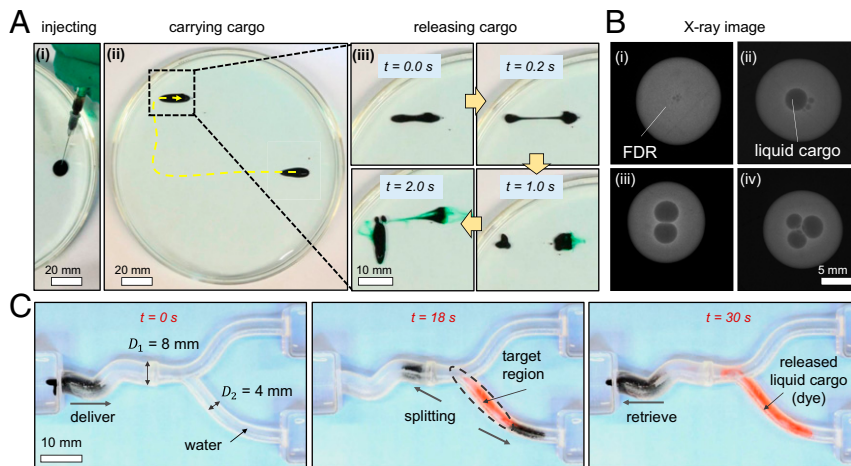 A
injecting
carrying cargo
releasing cargo
(i)
(ii)
(iii)
t = 0.0 s
t = 0.2 s
t = 2.0 s
t = 1.0 s
20 mm
20 mm
10 mm
B
X-ray image
(i)
(ii)
FDR
liquid cargo
(iii)
(iv)
5 mm
C
t = 0 s
D₁ = 8 mm
D₂ = 4 mm
deliver
water
10 mm
t = 18 s
target
region
splitting
t = 30 s
released
liquid cargo
(dye)
retrieve